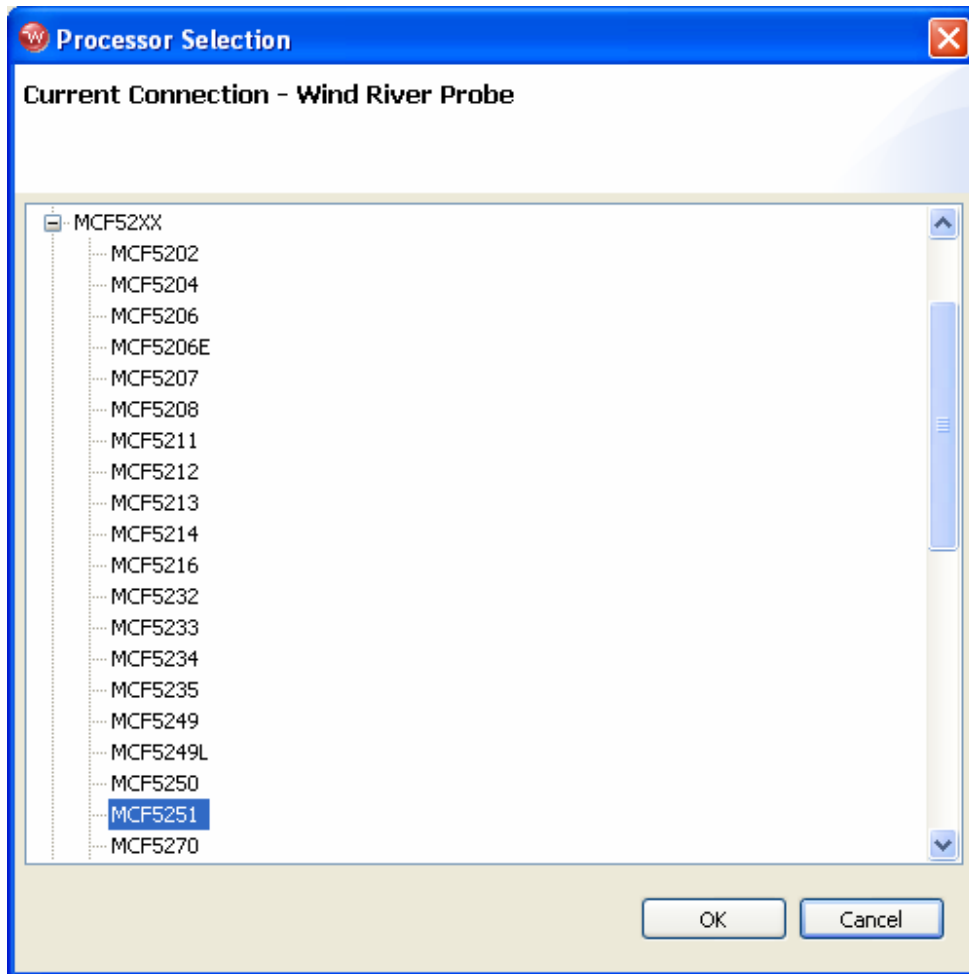 Processor Selection
Current Connection - Wind River Probe
MCF52XX
MCF5202
MCF5204
MCF5206
MCF5206E
MCF5207
MCF5208
MCF5211
MCF5212
MCF5213
MCF5214
MCF5216
MCF5232
MCF5233
MCF5234
MCF5235
MCF5249
MCF5249L
MCF5250
MCF5251
MCF5270
OK Cancel